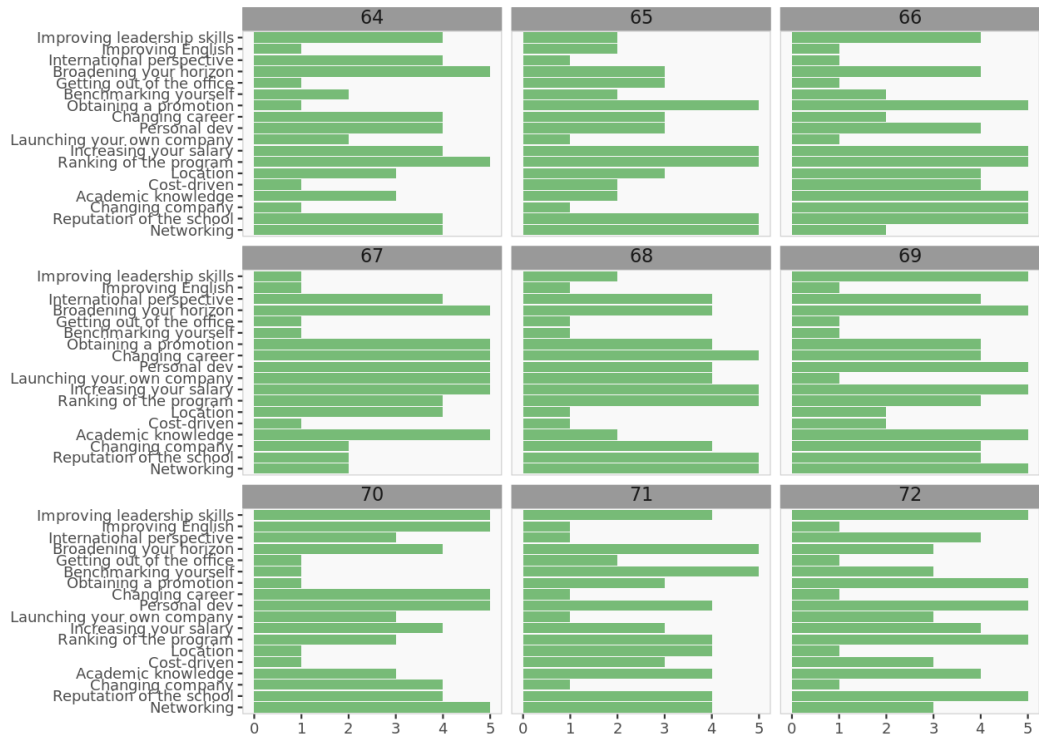 64 65 66
Improving leadership skills
Improving English
International perspective
Broadening your horizon
Getting out of the office
Benchmarking yourself
Obtaining a promotion
Changing career
Personal dev
Launching your own company
Increasing your salary
Ranking of the program
Location
Cost-driven
Academic knowledge
Changing company
Reputation of the school
Networking
67 68 69
Improving leadership skills
Improving English
International perspective
Broadening your horizon
Getting out of the office
Benchmarking yourself
Obtaining a promotion
Changing career
Personal dev
Launching your own company
Increasing your salary
Ranking of the program
Location
Cost-driven
Academic knowledge
Changing company
Reputation of the school
Networking
70 71 72
Improving leadership skills
Improving English
International perspective
Broadening your horizon
Getting out of the office
Benchmarking yourself
Obtaining a promotion
Changing career
Personal dev
Launching your own company
Increasing your salary
Ranking of the program
Location
Cost-driven
Academic knowledge
Changing company
Reputation of the school
Networking
0 1 2 3 4 5 0 1 2 3 4 5 0 1 2 3 4 5